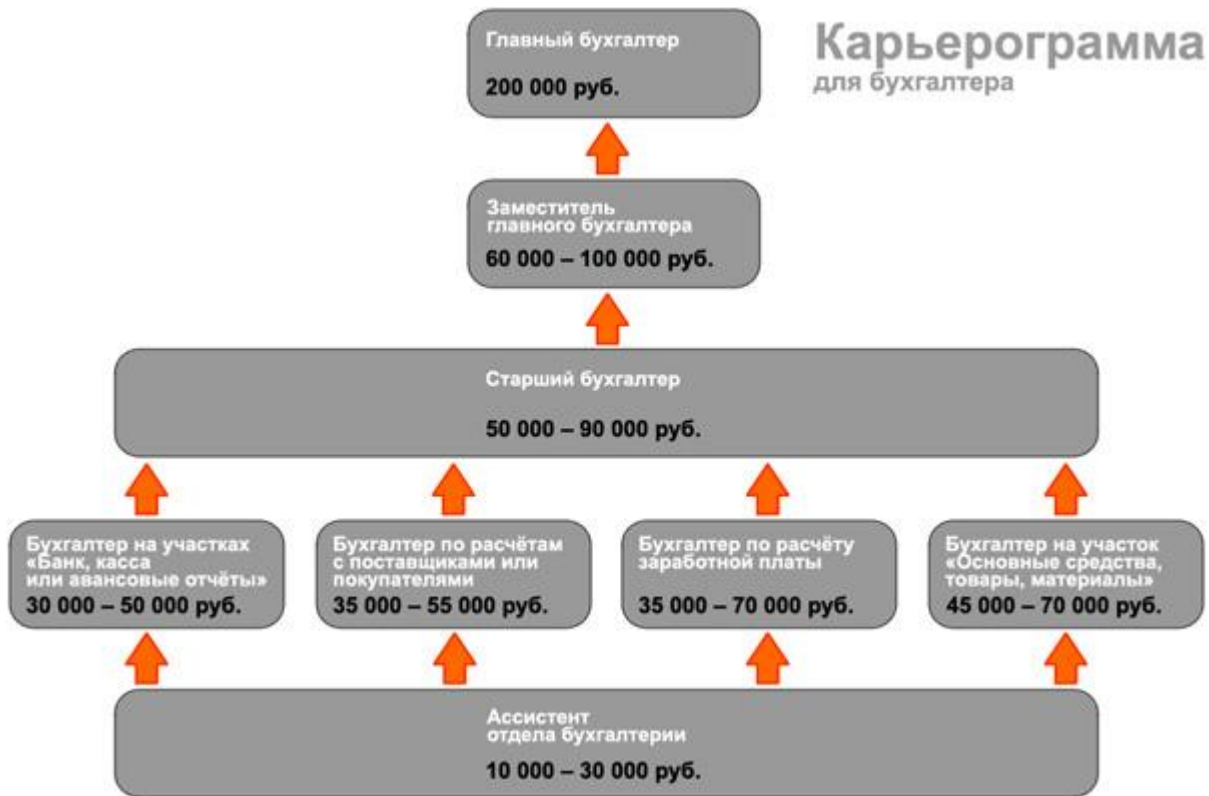 Карьерограмма
для бухгалтера
Главный бухгалтер
200 000 руб.
Заместитель
главного бухгалтера
60 000 – 100 000 руб.
Старший бухгалтер
50 000 – 90 000 руб.
Бухгалтер на участках
«Банк, касса
или авансовые отчёты»
30 000 – 50 000 руб.
Бухгалтер по расчётам
с поставщиками или
покупателями
35 000 – 55 000 руб.
Бухгалтер по расчёту
заработной платы
35 000 – 70 000 руб.
Бухгалтер на участок
«Основные средства,
товары, материалы»
45 000 – 70 000 руб.
Ассистент
отдела бухгалтерии
10 000 – 30 000 руб.